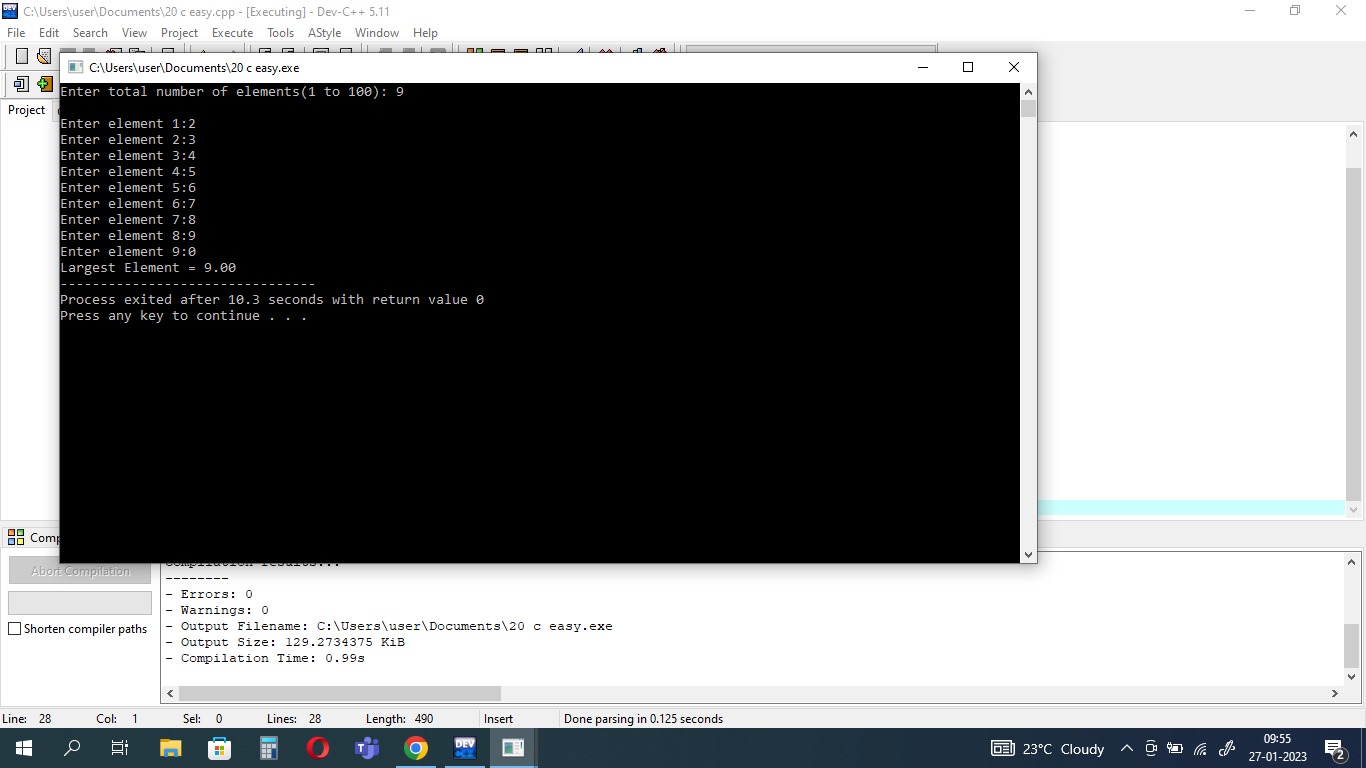 C:\Users\user\Documents\20 c easy.cpp - [Executing] - Dev-C++ 5.11
File Edit Search View Project Execute Tools AStyle Window Help
C:\Users\user\Documents\20 c easy.exe
Project
Enter total number of elements(1 to 100): 9
Enter element 1:2
Enter element 2:3
Enter element 3:4
Enter element 4:5
Enter element 5:6
Enter element 6:7
Enter element 7:8
Enter element 8:9
Enter element 9:0
Largest Element = 9.00
--------------------------------
Process exited after 10.3 seconds with return value 0
Press any key to continue . . .
Abort Compilation
Shorten compiler paths
Compilation results...
--------
- Errors: 0
- Warnings: 0
- Output Filename: C:\Users\user\Documents\20 c easy.exe
- Output Size: 129.2734375 KiB
- Compilation Time: 0.99s
Line: 28 Col: 1 Sel: 0 Lines: 28 Length: 490 Insert Done parsing in 0.125 seconds
DEV
23°C Cloudy
09:55
27-01-2023
2